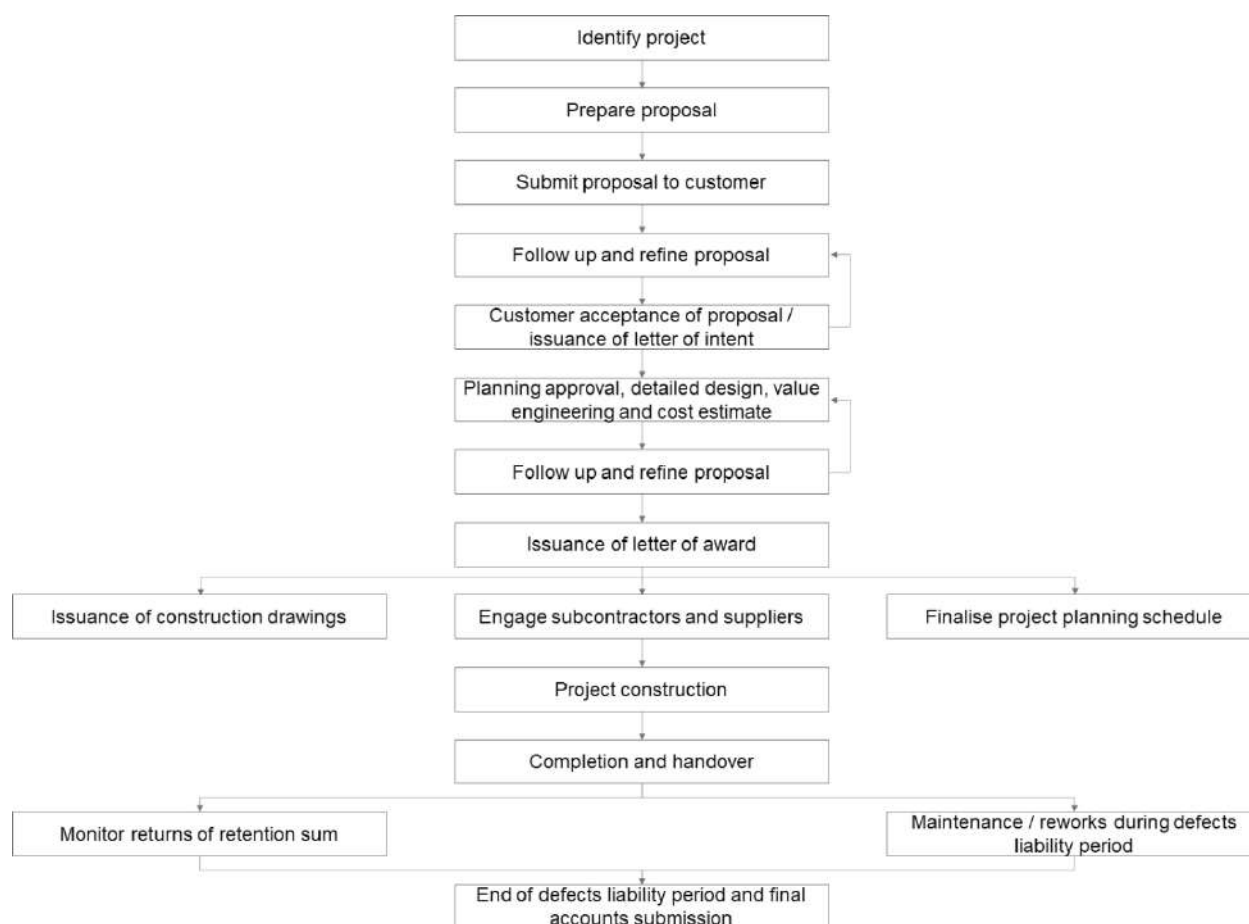 Identify project
Prepare proposal
Submit proposal to customer
Follow up and refine proposal
Customer acceptance of proposal /
issuance of letter of intent
Planning approval, detailed design, value
engineering and cost estimate
Follow up and refine proposal
Issuance of letter of award
Issuance of construction drawings
Engage subcontractors and suppliers
Finalise project planning schedule
Project construction
Completion and handover
Monitor returns of retention sum
Maintenance / reworks during defects
liability period
End of defects liability period and final
accounts submission